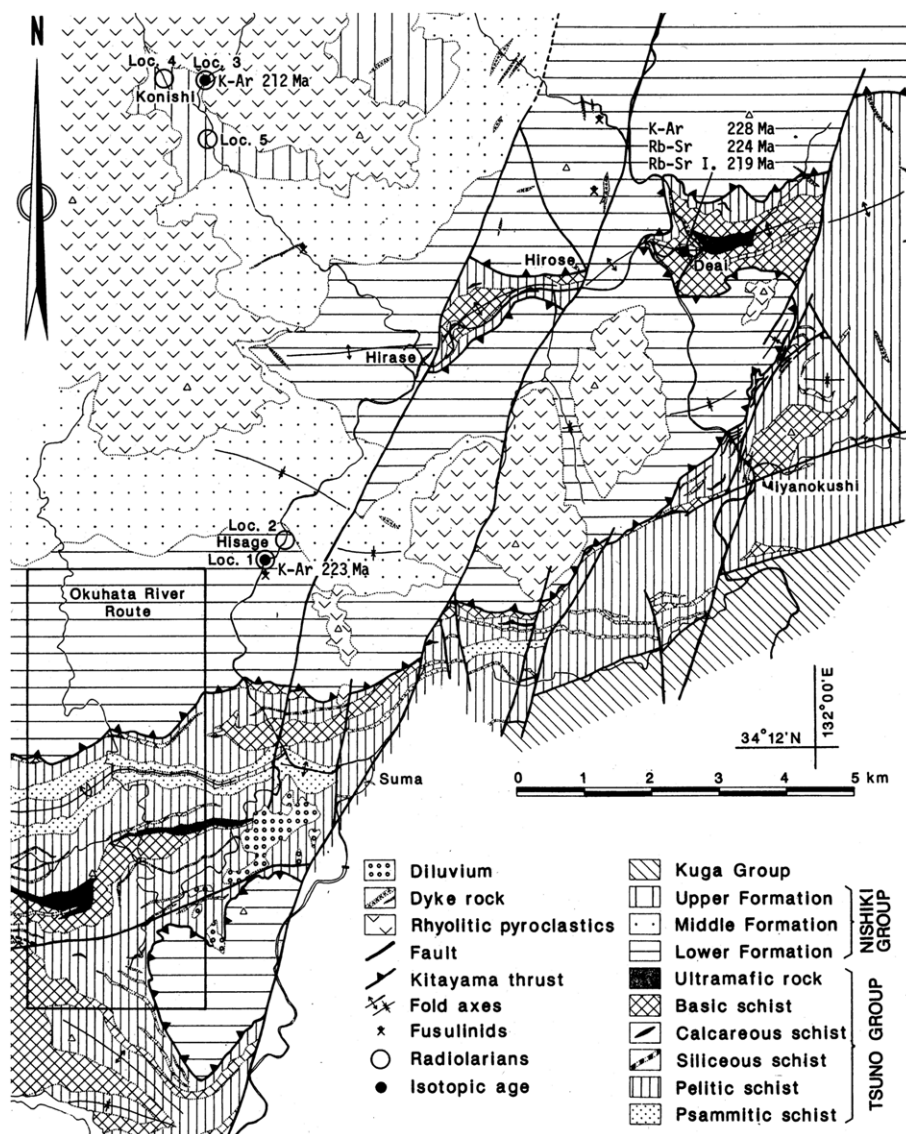 N
Loc. 4 Loc. 3
K-Ar 212 Ma
Konishi
Loc. 5
K-Ar 228 Ma
Rb-Sr 224 Ma
Rb-Sr I. 219 Ma
Deai
Hirose
Hirase
Miyanokushi
Loc. 2
Hisage
Loc. 1
K-Ar 223 Ma
Okuhata River
Route
Suma
132°00'E
34°12'N
0 1 2 3 4 5 km
Diluvium
Dyke rock
Rhyolitic pyroclastics
Fault
Kitayama thrust
Fold axes
Fusulinids
Radiolarians
Isotopic age
Kuga Group
Upper Formation
Middle Formation
Lower Formation
NISHIKI
GROUP
Ultramafic rock
Basic schist
Calcareous schist
Siliceous schist
Pelitic schist
Psammitic schist
TSUNO GROUP